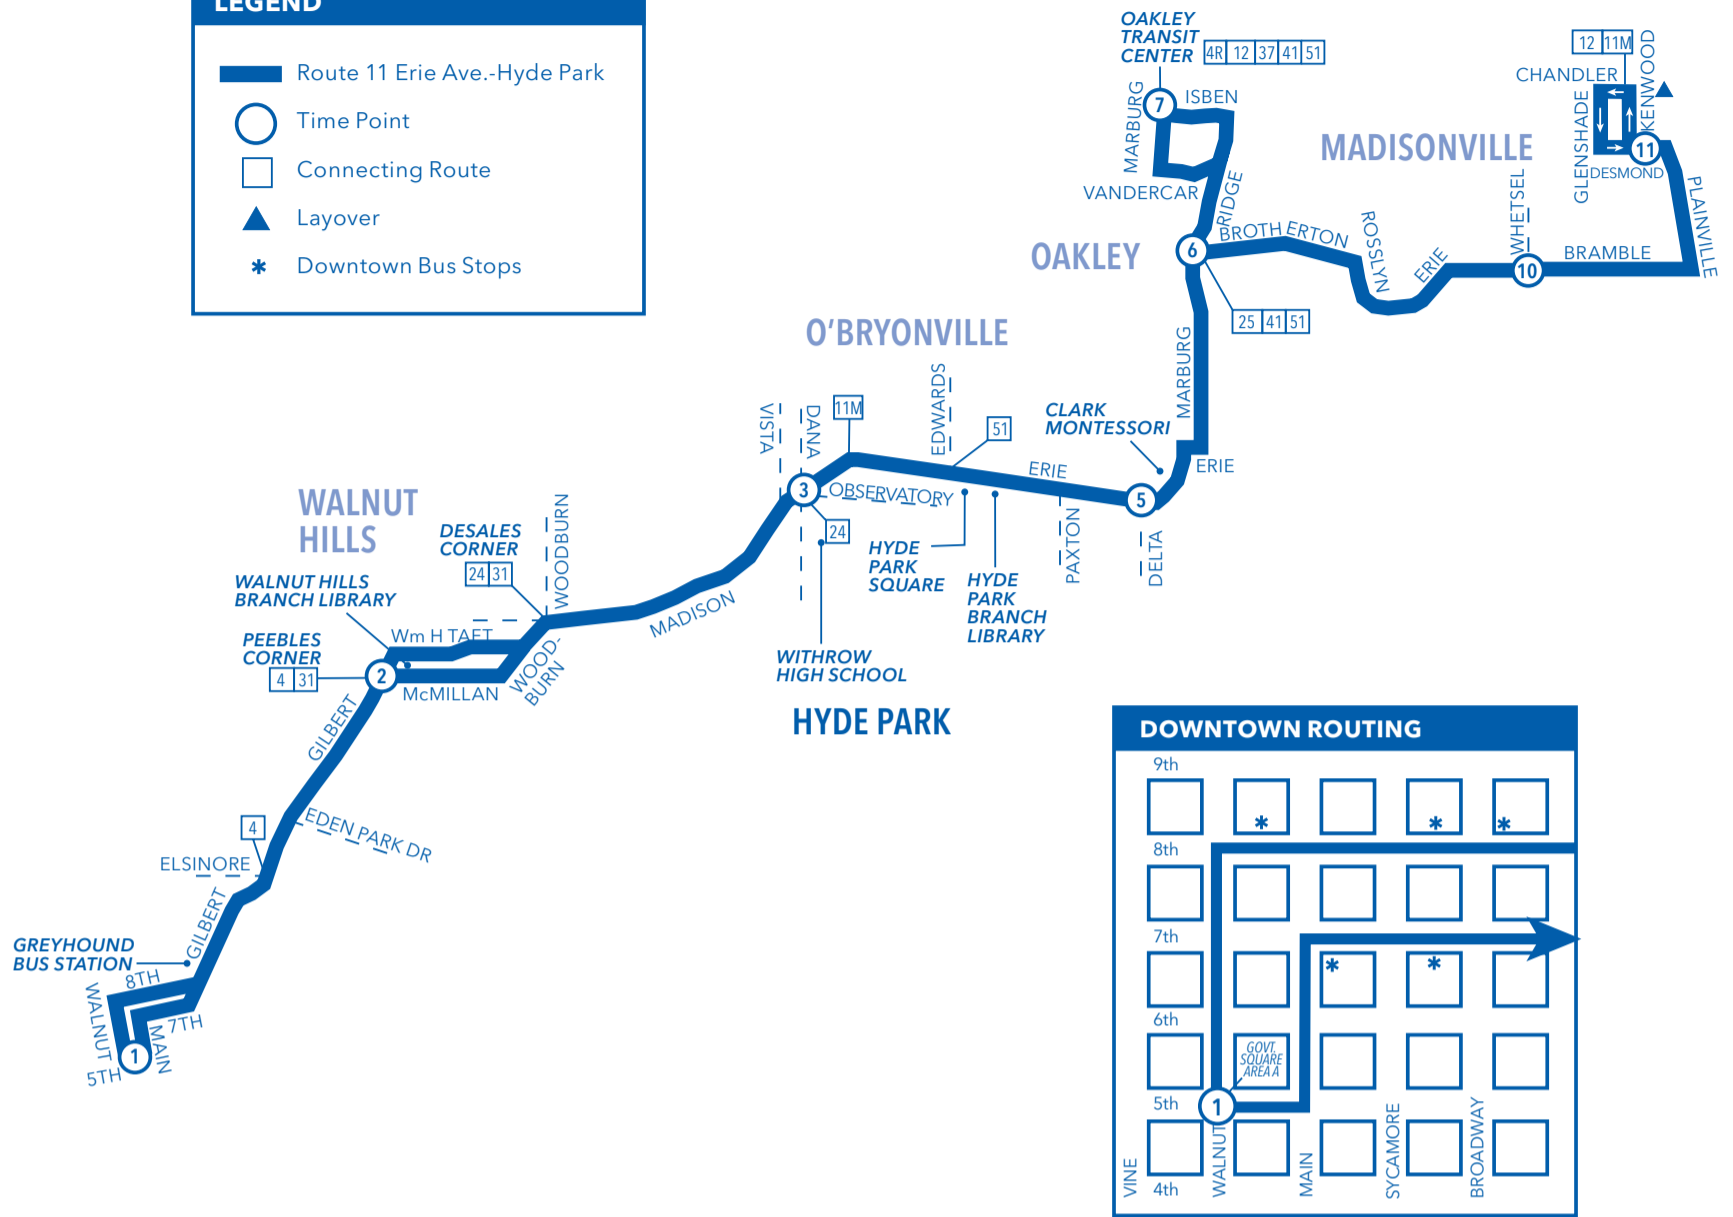 LEGEND
Route 11 Erie Ave.-Hyde Park
Time Point
Connecting Route
Layover
* Downtown Bus Stops
OAKLEY
TRANSIT
CENTER
4R 12 37 41 51
7
ISBEN
MARBURG
VANDERCAR
RIDGE
12 11M
CHANDLER
KENWOOD
GLENSHADE
11
DESMOND
MADISONVILLE
PLAINVILLE
WHETSEL
BRAMBLE
10
OAKLEY
6
BROTHERTON
ROSSLYN
ERIE
25 41 51
MARBURG
O'BRYONVILLE
EDWARDS
VISTA
DANA
11M
51
CLARK
MONTESSORI
ERIE
ERIE
3
OBSERVATORY
5
24
PAXTON
DELTA
HYDE
PARK
SQUARE
HYDE
PARK
BRANCH
LIBRARY
WITHROW
HIGH SCHOOL
HYDE PARK
WALNUT
HILLS
DESALES
CORNER
24 31
WOODBURN
WALNUT HILLS
BRANCH LIBRARY
MADISON
PEEBLES
CORNER
4 31
Wm H TAFT
2
McMILLAN
WOOD-
BURN
GILBERT
4
EDEN PARK DR
ELSINORE
GILBERT
GREYHOUND
BUS STATION
8TH
WALNUT
7TH
MAIN
1
5TH
DOWNTOWN ROUTING
9th
* * *
8th
7th
* *
6th
GOVT.
SQUARE
AREA A
5th
1
VINE
WALNUT
MAIN
SYCAMORE
BROADWAY
4th